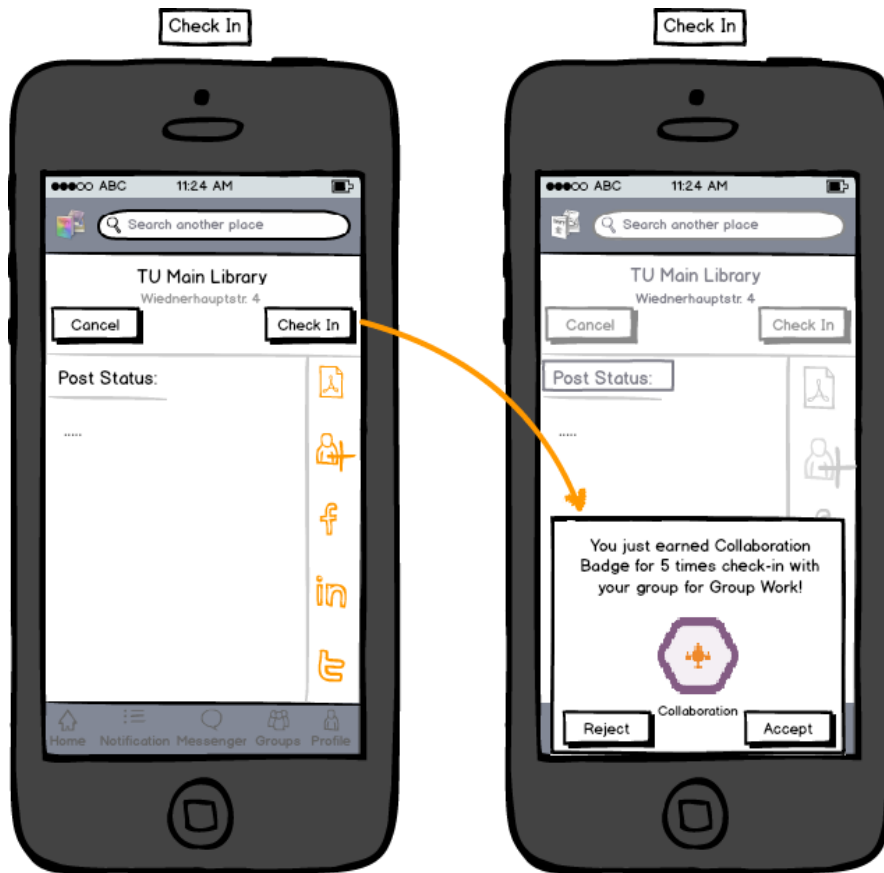 Check In
●●●○○ ABC 11:24 AM
Search another place
TU Main Library
Wiednerhauptstr. 4
Cancel
Check In
Post Status:
.....
f
in
t
Home Notification Messenger Groups Profile
Check In
●●●○○ ABC 11:24 AM
Search another place
TU Main Library
Wiednerhauptstr. 4
Cancel
Check In
Post Status:
.....
You just earned Collaboration
Badge for 5 times check-in with
your group for Group Work!
Collaboration
Reject
Accept